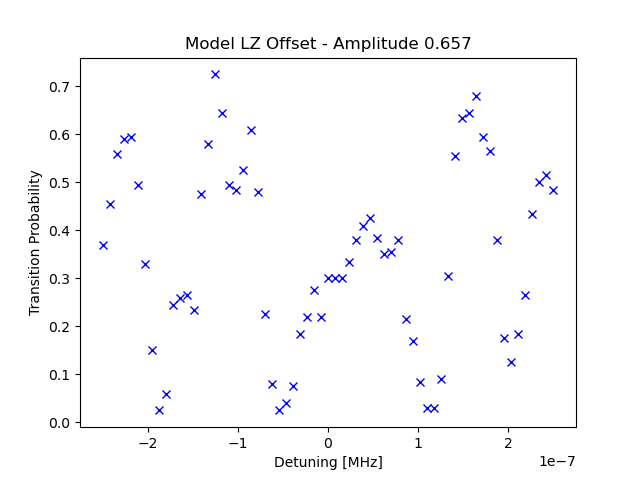 Model LZ Offset - Amplitude 0.657
Transition Probability
0.7
0.6
0.5
0.4
0.3
0.2
0.1
0.0
−2 −1 0 1 2
1e−7
Detuning [MHz]